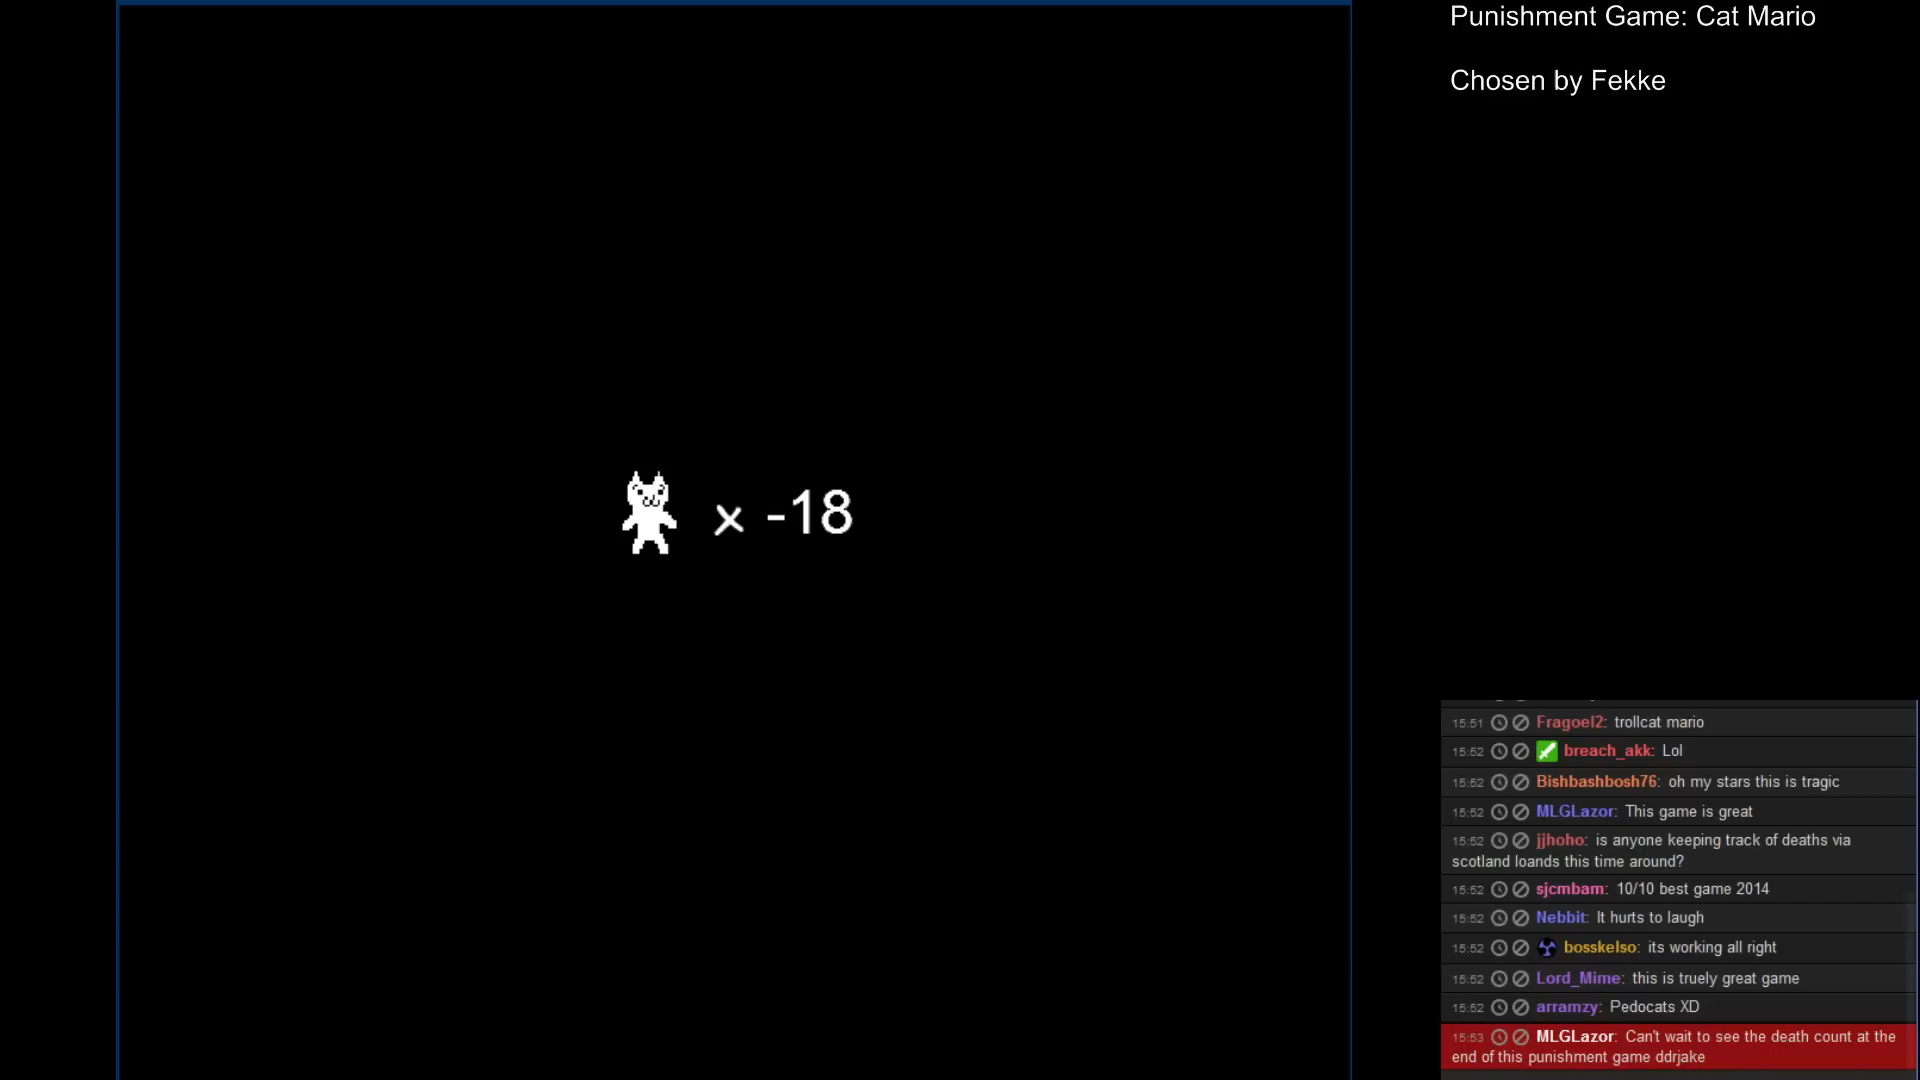 Punishment Game: Cat Mario
Chosen by Fekke
x -18
15:51 Fragoel2: trollcat mario
15:52 breach_akk: Lol
15:52 Bishbashbosh76: oh my stars this is tragic
15:52 MLGLazor: This game is great
15:52 jjhoho: is anyone keeping track of deaths via
scotland loands this time around?
15:52 sjcmbam: 10/10 best game 2014
15:52 Nebbit: It hurts to laugh
15:52 bosskelso: its working all right
15:52 Lord_Mime: this is truely great game
15:52 arramzy: Pedocats XD
15:53 MLGLazor: Can't wait to see the death count at the
end of this punishment game ddrjake